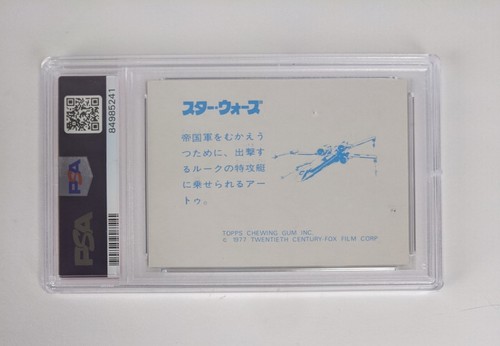 スター・ウォーズ
帝国軍をむかえう
つために、出撃す
るルークの特攻艇
に乗せられるアー
トゥ。
TOPPS CHEWING GUM, INC.
© 1977 TWENTIETH CENTURY-FOX FILM CORP
84985241
PSA
PSA